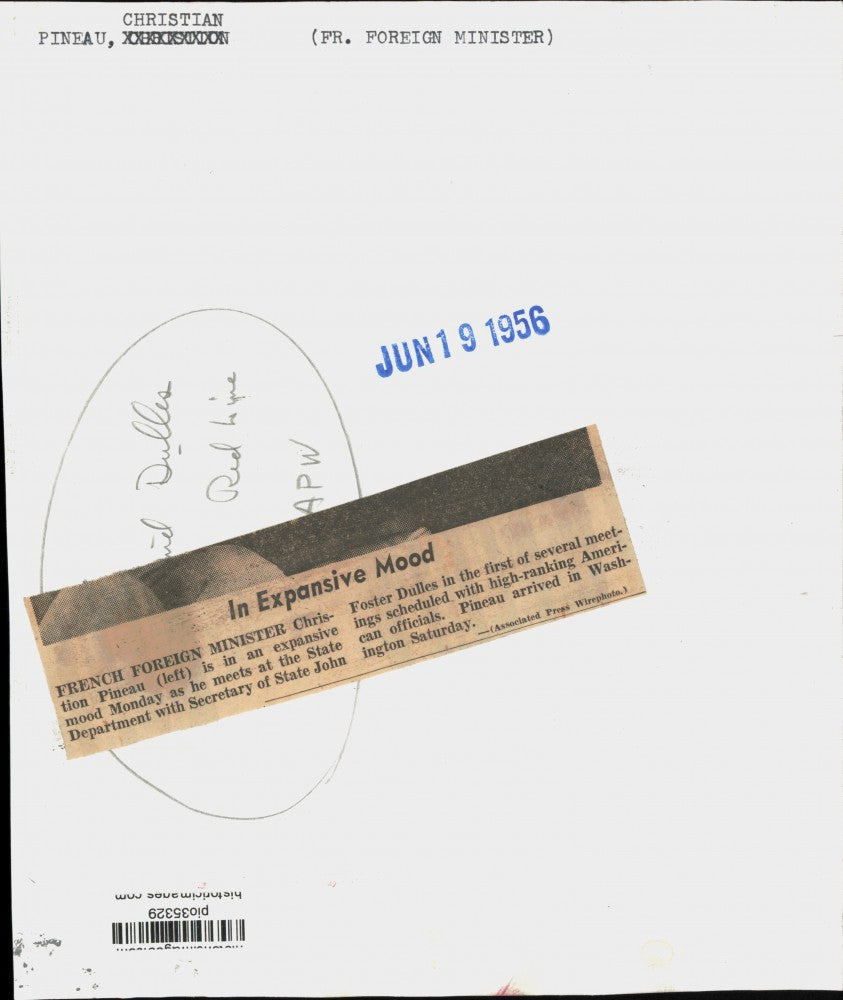 CHRISTIAN
PINEAU, (FR. FOREIGN MINISTER)
JUN 19 1956
Dulles
Red Line
APW
In Expansive Mood
FRENCH FOREIGN MINISTER Chris-
tion Pineau (left) is in an expansive
mood Monday as he meets at the State
Department with Secretary of State John
Foster Dulles in the first of several meet-
ings scheduled with high-ranking Ameri-
can officials. Pineau arrived in Wash-
ington Saturday. —(Associated Press Wirephoto.)
historicimages.com
pio35329